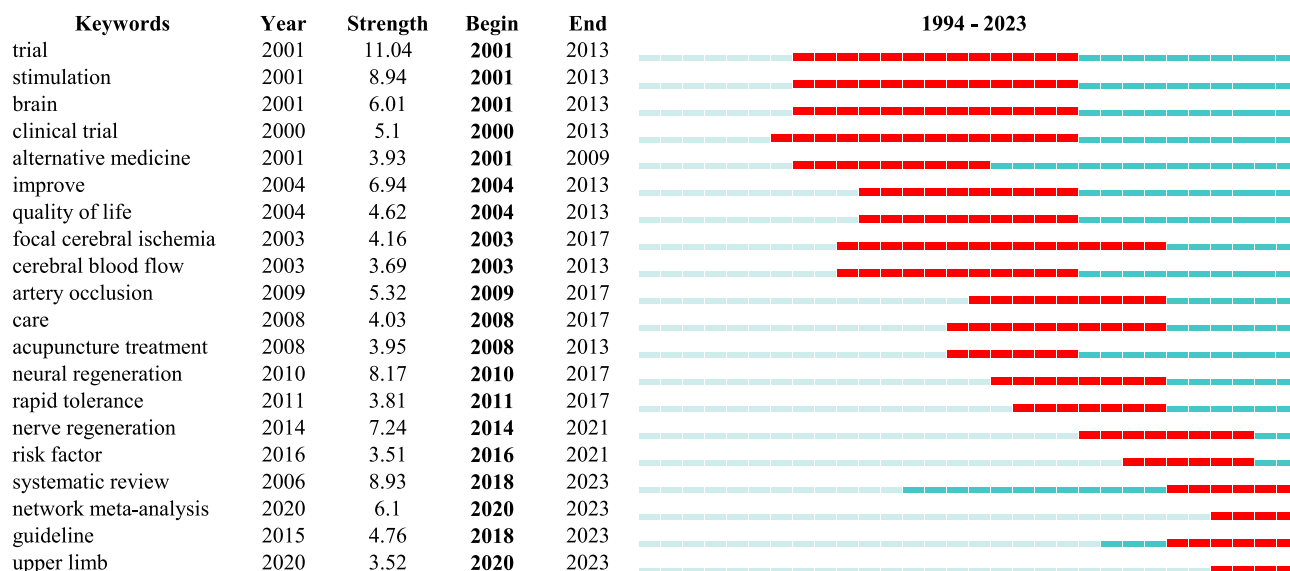 Keywords Year Strength Begin End 1994 - 2023
trial 2001 11.04 2001 2013
stimulation 2001 8.94 2001 2013
brain 2001 6.01 2001 2013
clinical trial 2000 5.1 2000 2013
alternative medicine 2001 3.93 2001 2009
improve 2004 6.94 2004 2013
quality of life 2004 4.62 2004 2013
focal cerebral ischemia 2003 4.16 2003 2017
cerebral blood flow 2003 3.69 2003 2013
artery occlusion 2009 5.32 2009 2017
care 2008 4.03 2008 2017
acupuncture treatment 2008 3.95 2008 2013
neural regeneration 2010 8.17 2010 2017
rapid tolerance 2011 3.81 2011 2017
nerve regeneration 2014 7.24 2014 2021
risk factor 2016 3.51 2016 2021
systematic review 2006 8.93 2018 2023
network meta-analysis 2020 6.1 2020 2023
guideline 2015 4.76 2018 2023
upper limb 2020 3.52 2020 2023